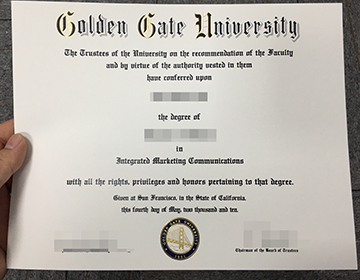 Golden Gate University
The Trustees of the University on the recommendation of the Faculty
and by virtue of the authority vested in them
have conferred upon
the degree of
in
Integrated Marketing Communications
with all the rights, privileges and honors pertaining to that degree.
Given at San Francisco, in the State of California,
this fourth day of May, two thousand and ten.
Chairman of the Board of Trustees